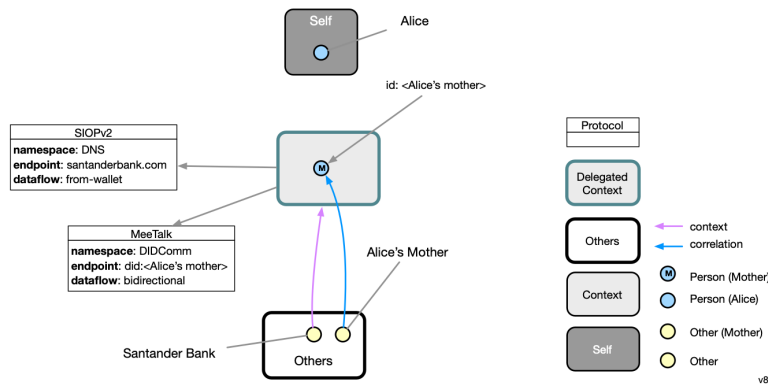 Self
Alice
id: <Alice's mother>
SIOPv2
namespace: DNS
endpoint: santanderbank.com
dataflow: from-wallet
M
MeeTalk
namespace: DIDComm
endpoint: did:<Alice's mother>
dataflow: bidirectional
Alice's Mother
Santander Bank
Others
Protocol
Delegated
Context
Others
context
correlation
Context
M
Person (Mother)
Person (Alice)
Self
Other (Mother)
Other
v8